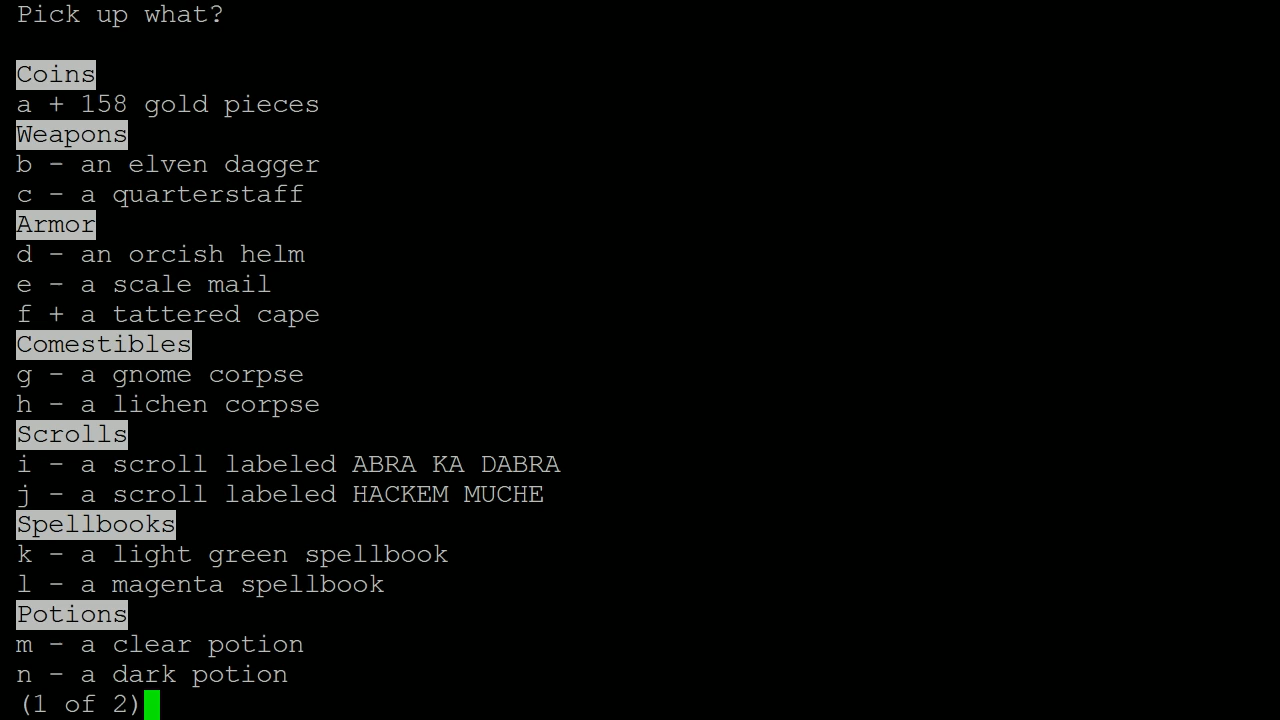 Pick up what?
Coins
a + 158 gold pieces
Weapons
b - an elven dagger
c - a quarterstaff
Armor
d - an orcish helm
e - a scale mail
f + a tattered cape
Comestibles
g - a gnome corpse
h - a lichen corpse
Scrolls
i - a scroll labeled ABRA KA DABRA
j - a scroll labeled HACKEM MUCHE
Spellbooks
k - a light green spellbook
l - a magenta spellbook
Potions
m - a clear potion
n - a dark potion
(1 of 2)